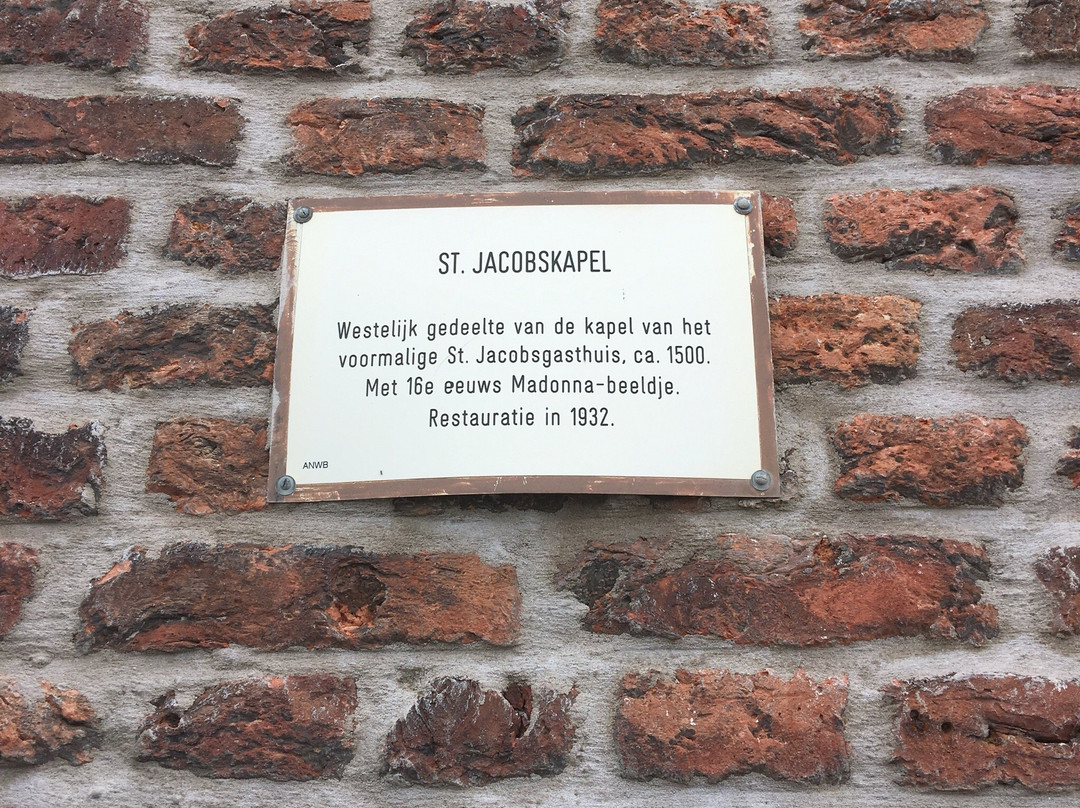 ST. JACOBSKAPEL
Westelijk gedeelte van de kapel van het
voormalige St. Jacobsgasthuis, ca. 1500.
Met 16e eeuws Madonna-beeldje.
Restauratie in 1932.
ANWB